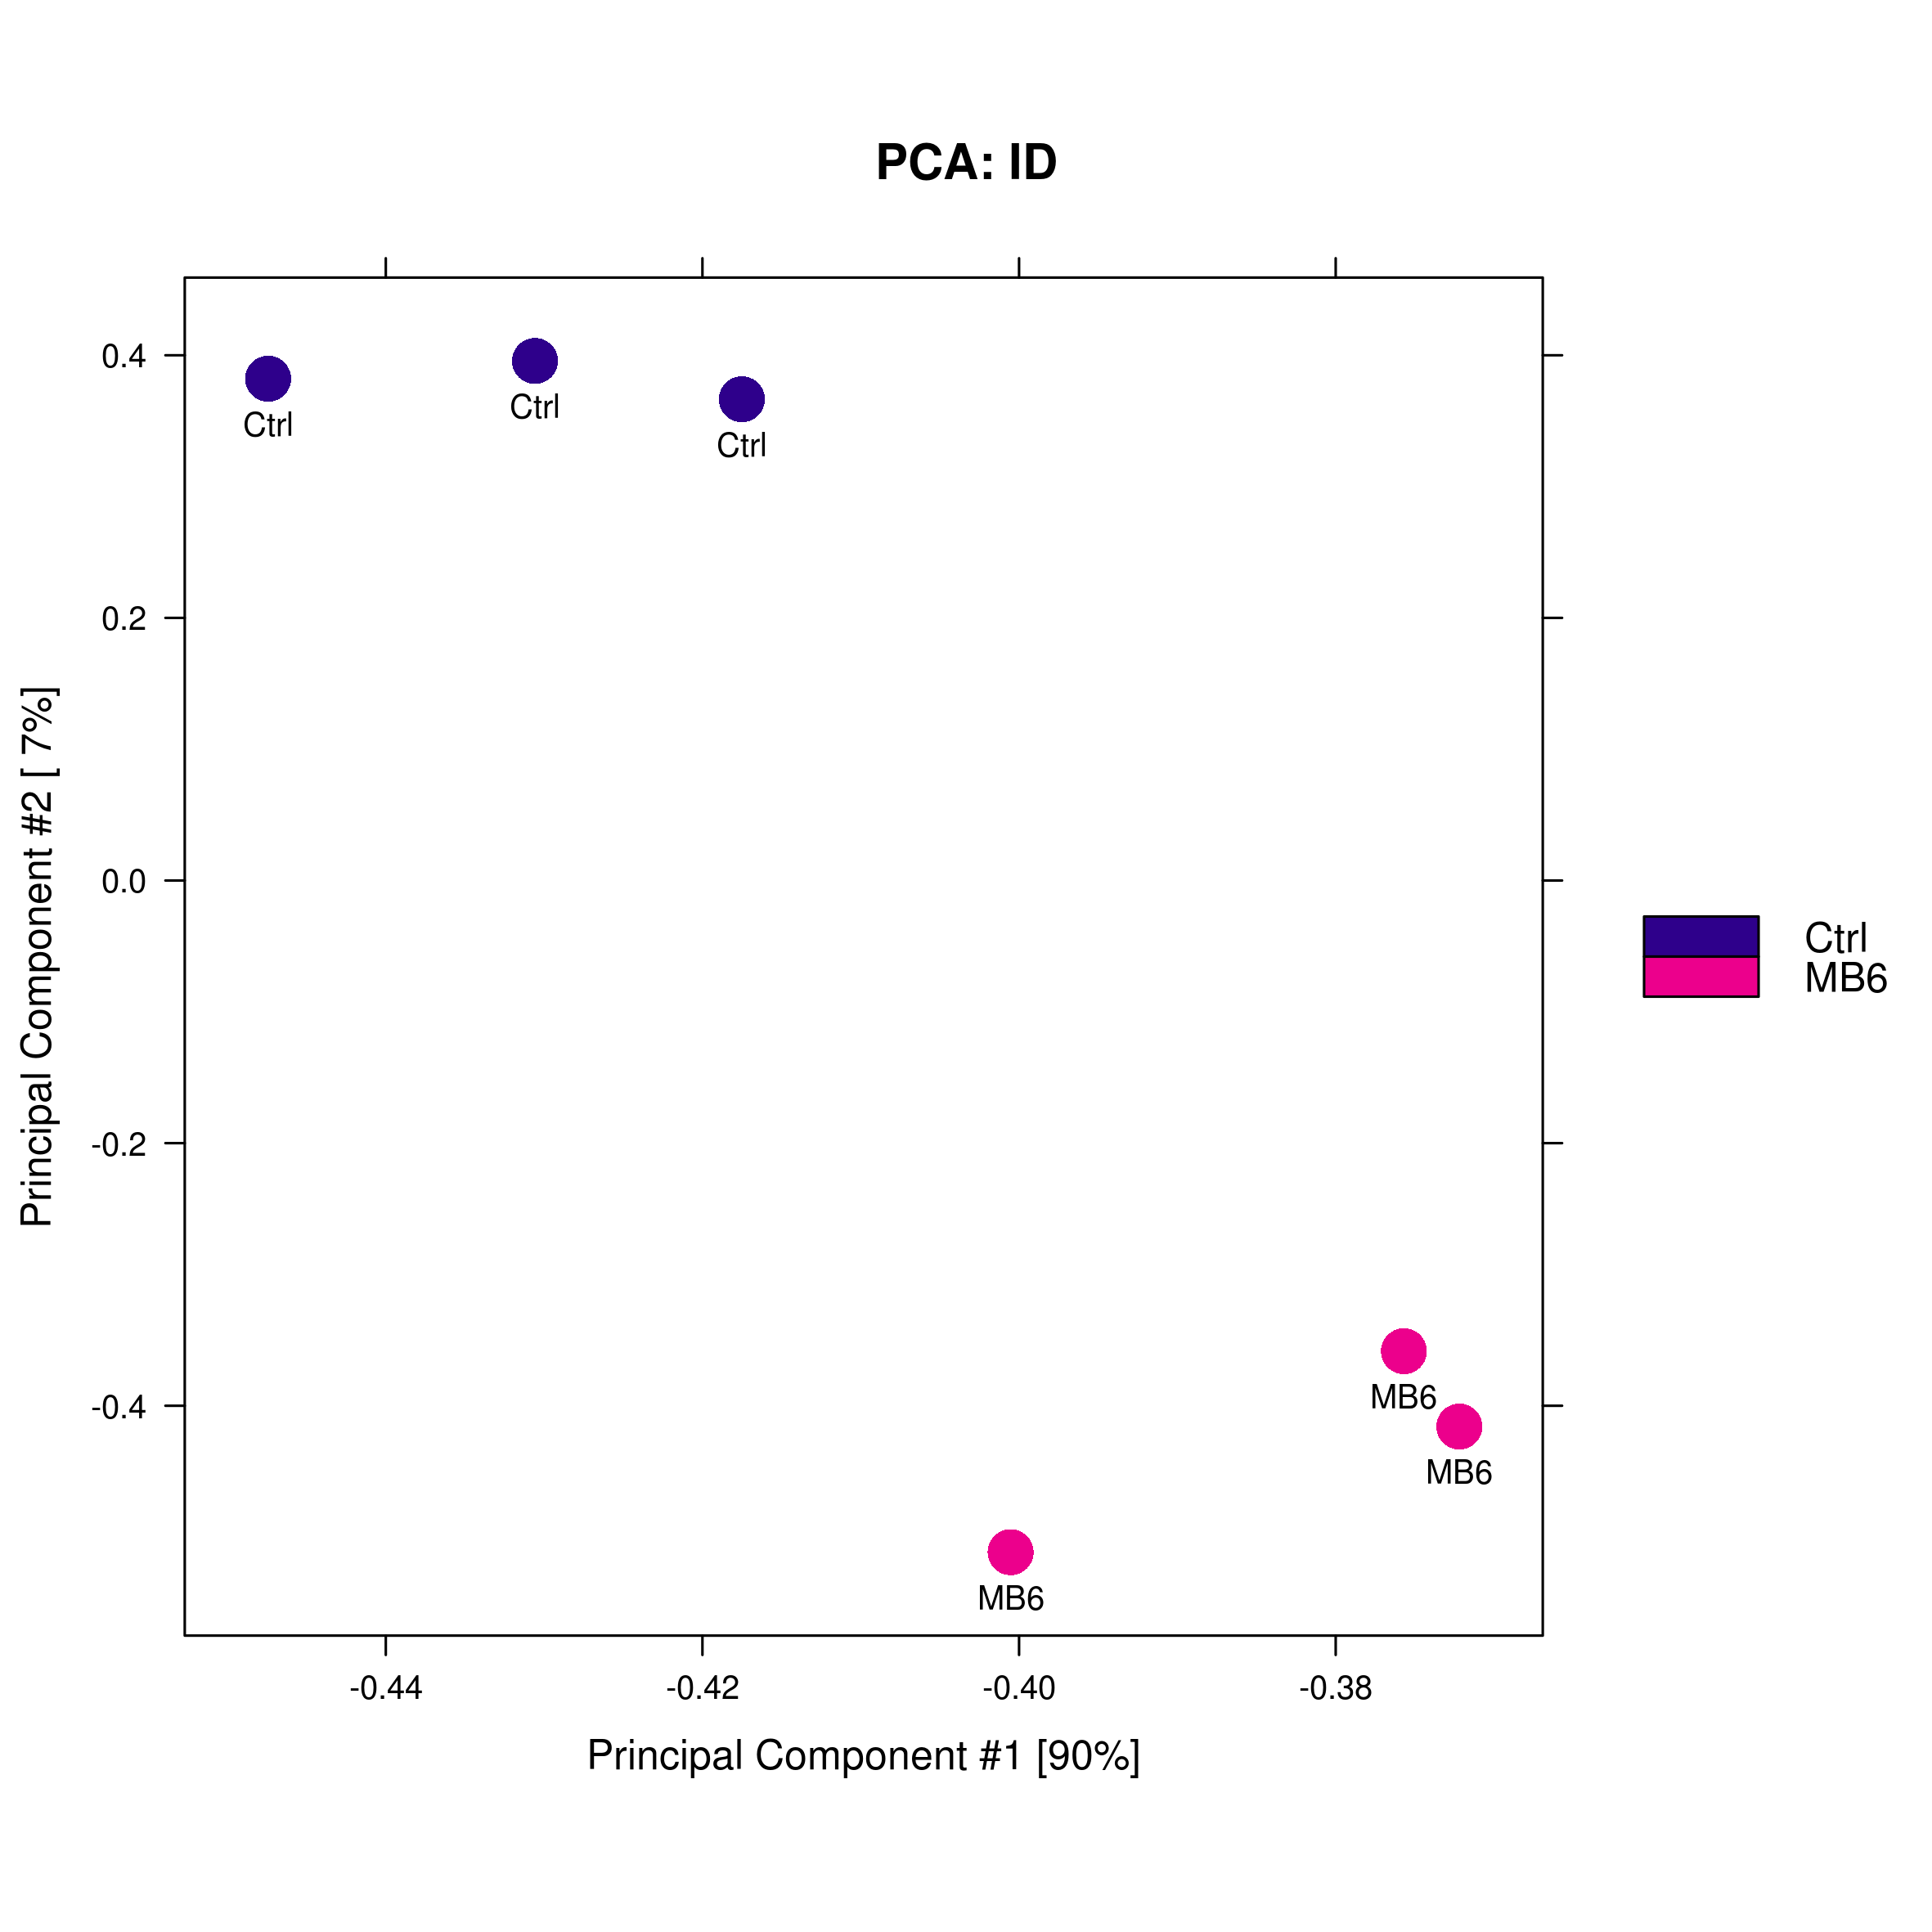 PCA: ID
Ctrl
Ctrl
Ctrl
0.4
0.2
0.0
-0.2
-0.4
Principal Component #2 [ 7%]
Ctrl
MB6
MB6
MB6
MB6
-0.44
-0.42
-0.40
-0.38
Principal Component #1 [90%]